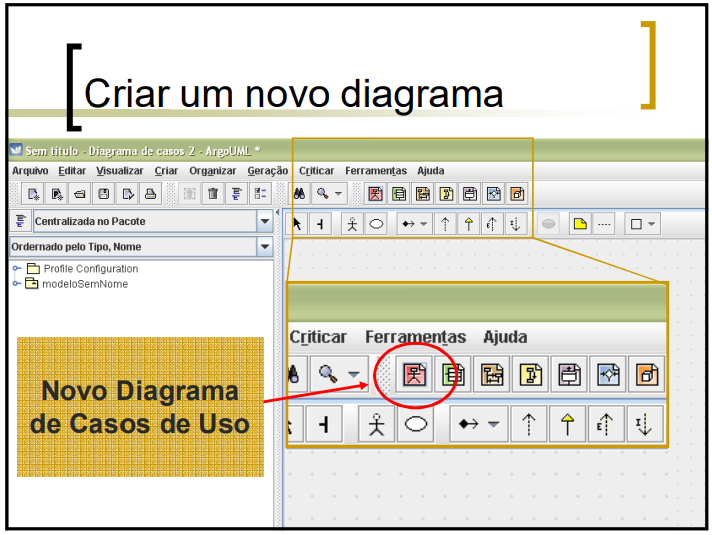 Criar um novo diagrama
Sem título - Diagrama de casos 2 - ArgoUML *
Arquivo Editar Visualizar Criar Organizar Geração Criticar Ferramentas Ajuda
Centralizada no Pacote
Ordernado pelo Tipo, Nome
Profile Configuration
modeloSemNome
Criticar Ferramentas Ajuda
Novo Diagrama
de Casos de Uso